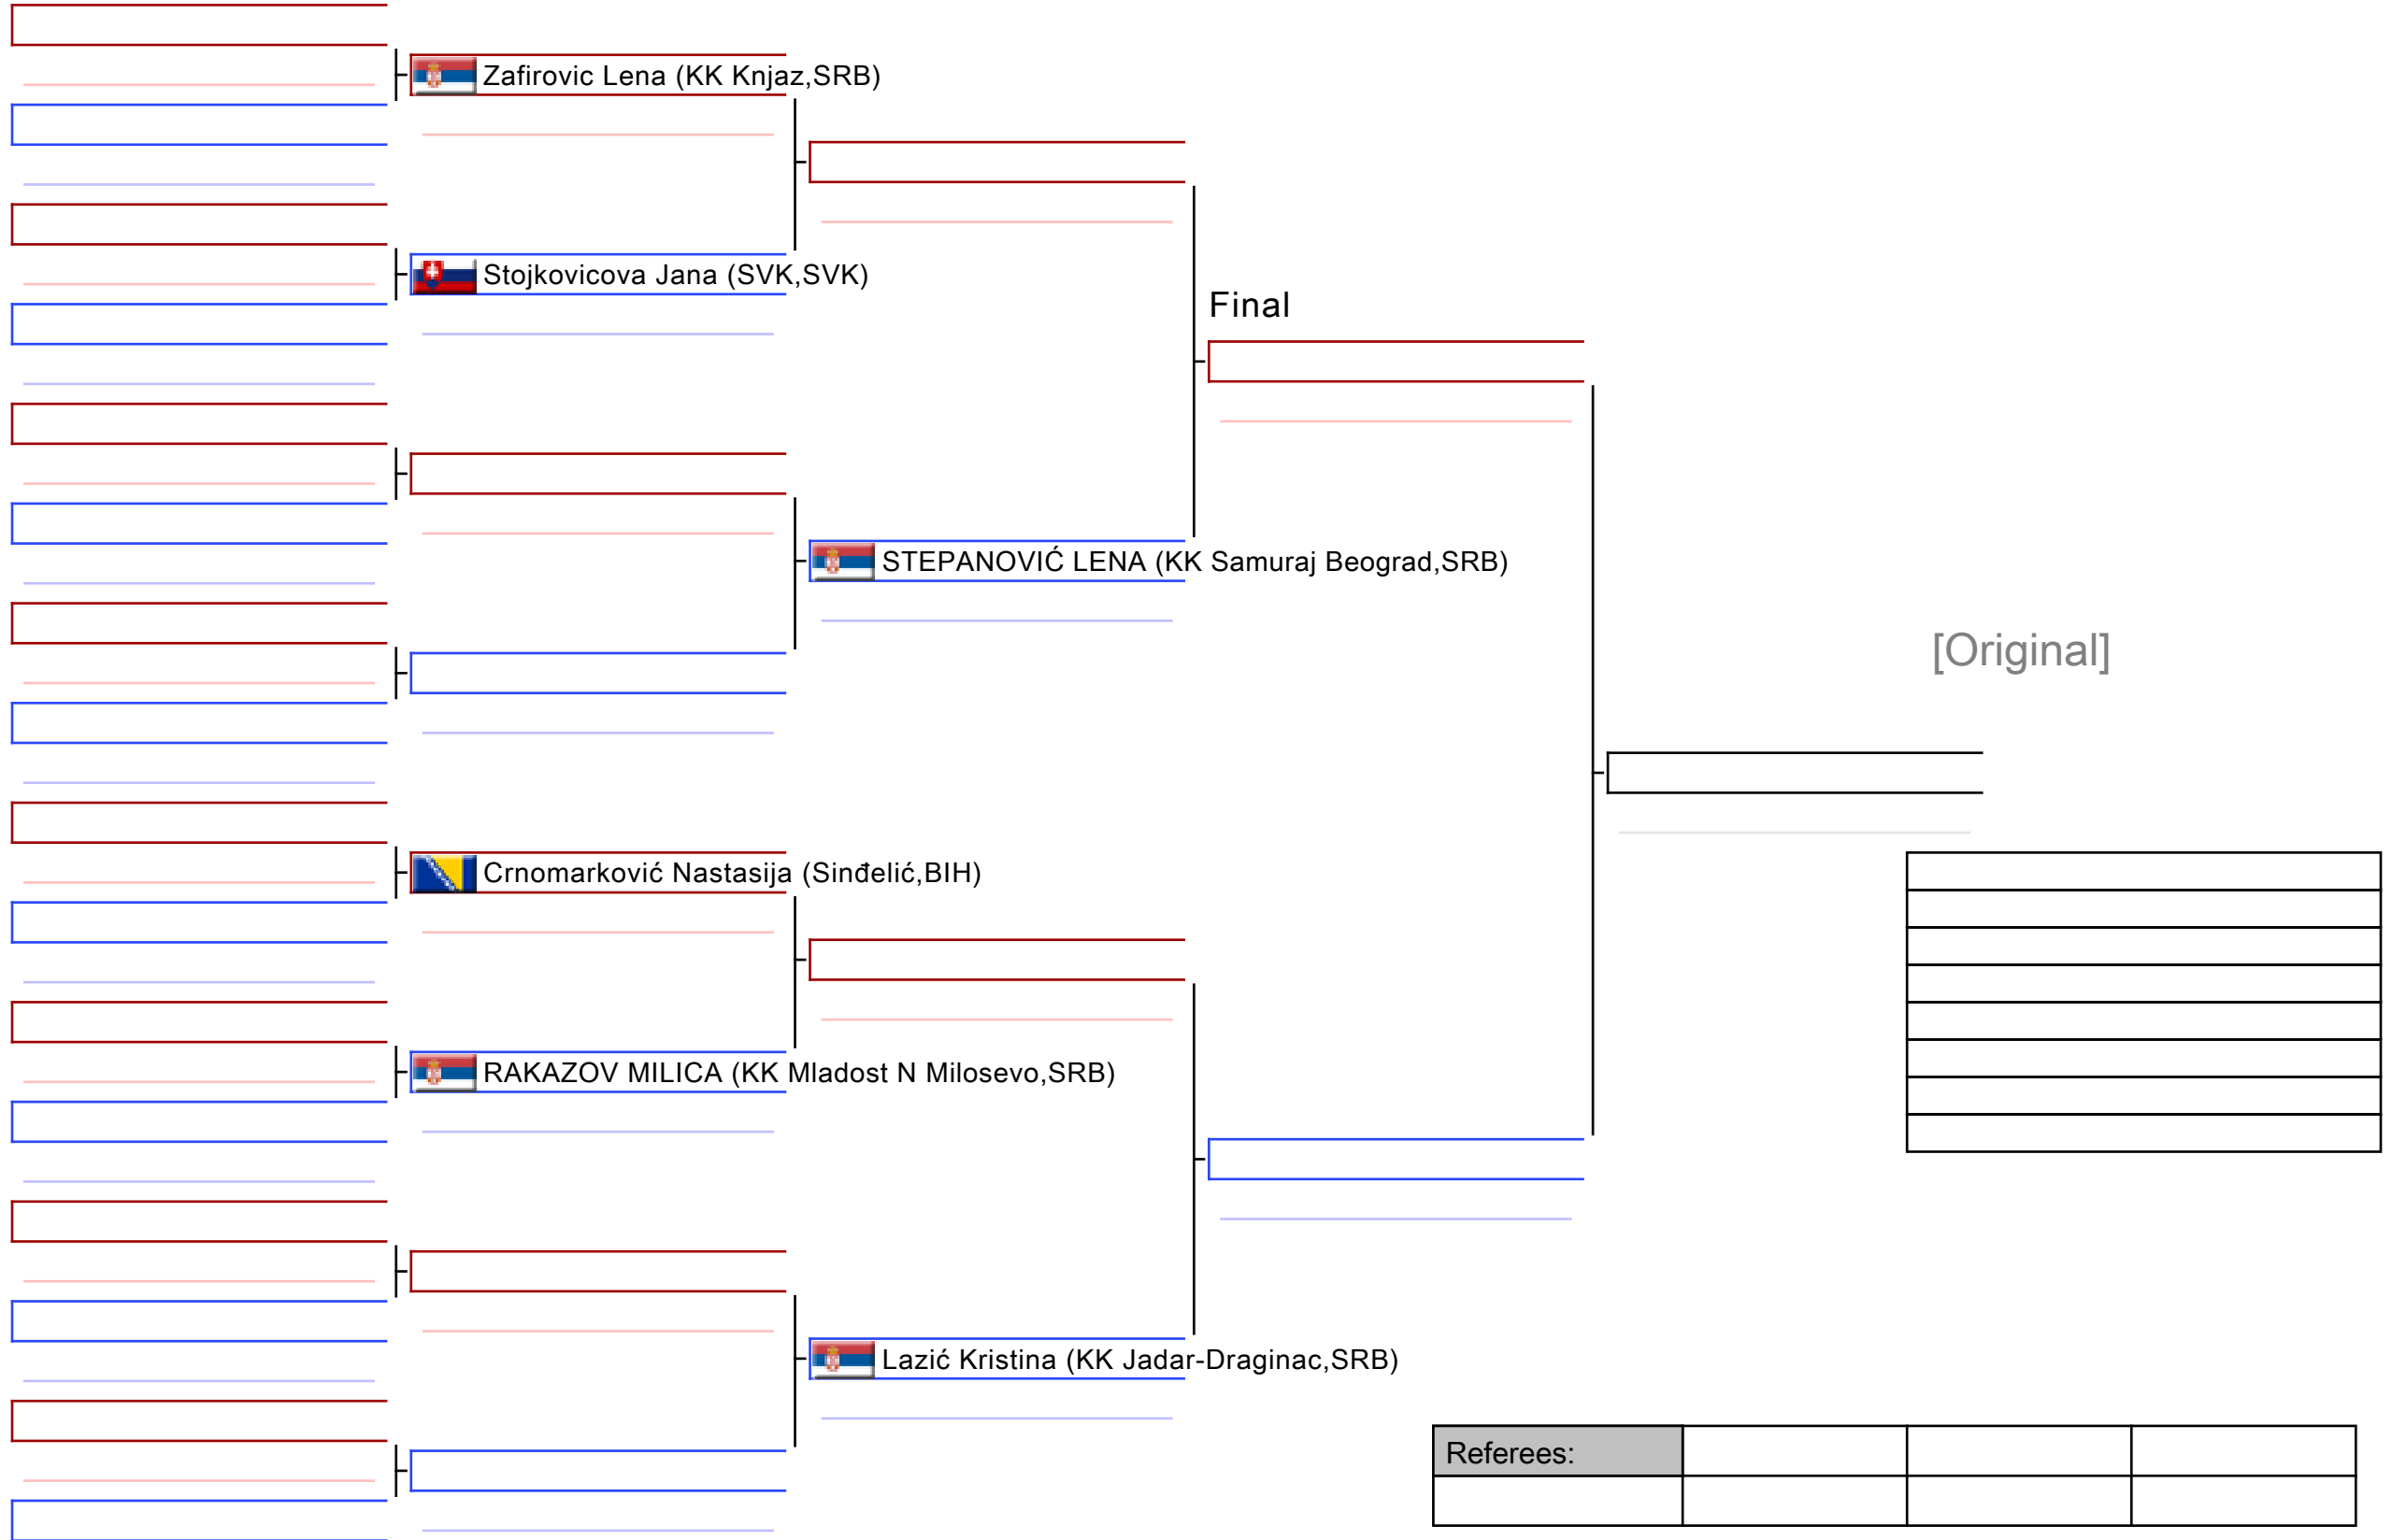 Zafirovic Lena (KK Knjaz,SRB)
Stojkovicova Jana (SVK,SVK)
Final
STEPANOVIĆ LENA (KK Samuraj Beograd,SRB)
[Original]
Crnomarković Nastasija (Sinđelić,BIH)
RAKAZOV MILICA (KK Mladost N Milosevo,SRB)
Lazić Kristina (KK Jadar-Draginac,SRB)
Referees: